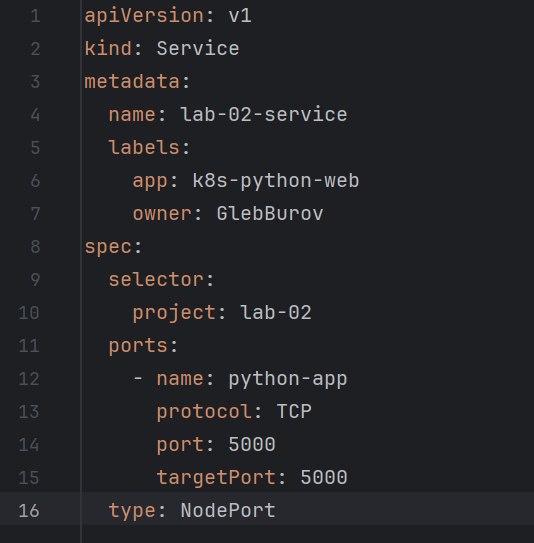 1 apiVersion: v1
2 kind: Service
3 metadata:
4   name: lab-02-service
5   labels:
6     app: k8s-python-web
7     owner: GlebBurov
8 spec:
9   selector:
10     project: lab-02
11   ports:
12     - name: python-app
13       protocol: TCP
14       port: 5000
15       targetPort: 5000
16   type: NodePort